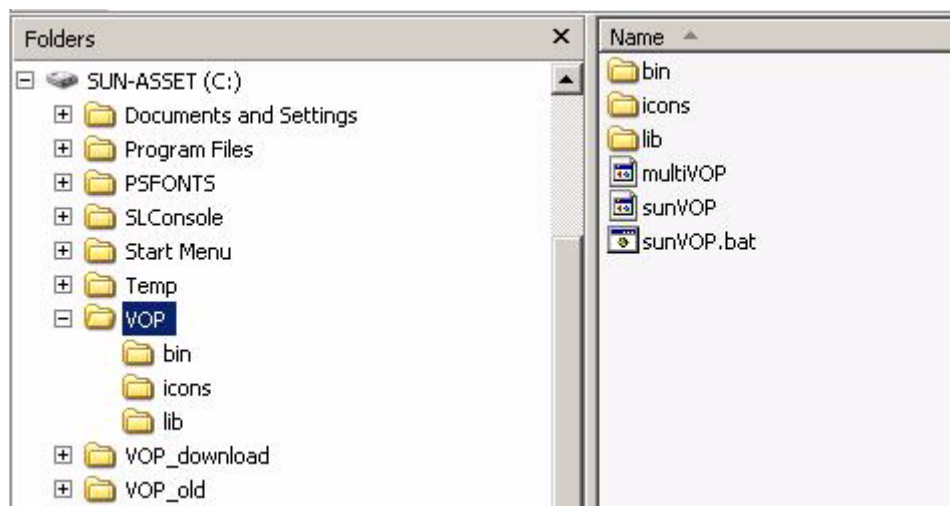 Folders
SUN-ASSET (C:)
Documents and Settings
Program Files
PSFONTS
SLConsole
Start Menu
Temp
VOP
bin
icons
lib
VOP_download
VOP_old
Name
bin
icons
lib
multiVOP
sunVOP
sunVOP.bat